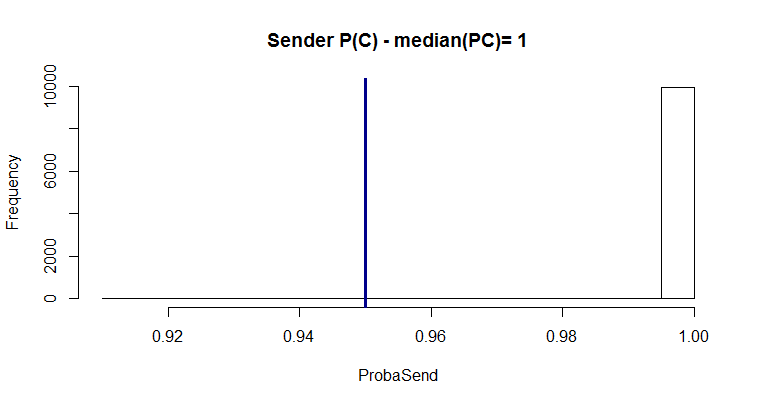 Sender P(C) - median(PC)= 1
Frequency
10000
6000
2000
0
0.92 0.94 0.96 0.98 1.00
ProbaSend